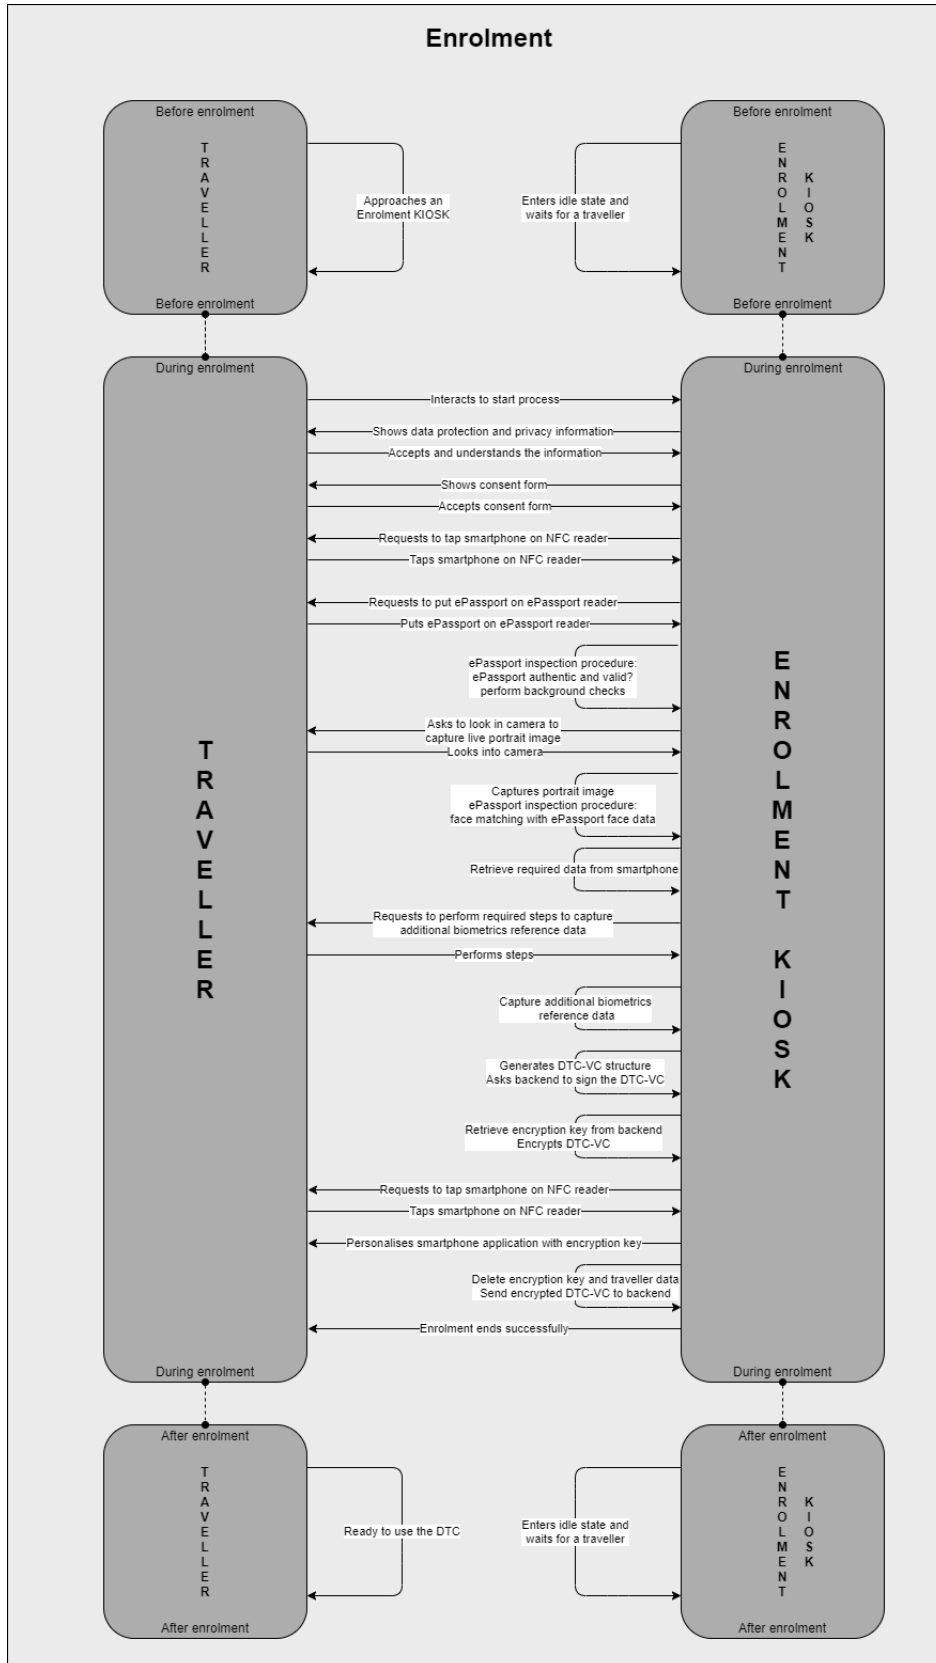 Enrolment
Before enrolment
TRAVELLER
Approaches an
Enrolment KIOSK
Before enrolment
Before enrolment
ENROLMENT
KIOSK
Enters idle state and
waits for a traveller
Before enrolment
During enrolment
During enrolment
Interacts to start process
Shows data protection and privacy information
Accepts and understands the information
Shows consent form
Accepts consent form
Requests to tap smartphone on NFC reader
Taps smartphone on NFC reader
Requests to put ePassport on ePassport reader
Puts ePassport on ePassport reader
ePassport inspection procedure:
ePassport authentic and valid?
perform background checks
Asks to look in camera to
capture live portrait image
Looks into camera
Captures portrait image
ePassport inspection procedure:
face matching with ePassport face data
Retrieve required data from smartphone
Requests to perform required steps to capture
additional biometrics reference data
Performs steps
Capture additional biometrics
reference data
Generates DTC-VC structure
Asks backend to sign the DTC-VC
Retrieve encryption key from backend
Encrypts DTC-VC
Requests to tap smartphone on NFC reader
Taps smartphone on NFC reader
Personalises smartphone application with encryption key
Delete encryption key and traveller data
Send encrypted DTC-VC to backend
Enrolment ends successfully
TRAVELLER
ENROLMENT KIOSK
During enrolment
During enrolment
After enrolment
TRAVELLER
Ready to use the DTC
After enrolment
After enrolment
ENROLMENT
KIOSK
Enters idle state and
waits for a traveller
After enrolment